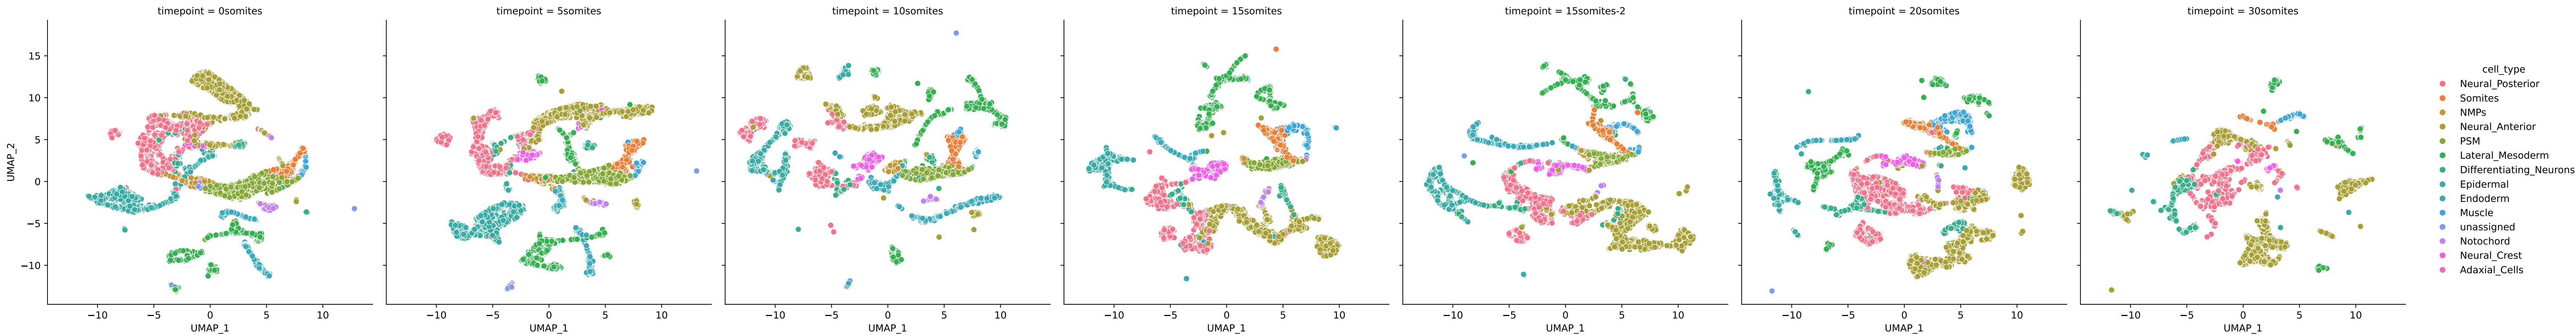 timepoint = 0somites
timepoint = 5somites
timepoint = 10somites
timepoint = 15somites
timepoint = 15somites-2
timepoint = 20somites
timepoint = 30somites
UMAP_2
15
10
5
0
−5
−10
−10 −5 0 5 10
−10 −5 0 5 10
−10 −5 0 5 10
−10 −5 0 5 10
−10 −5 0 5 10
−10 −5 0 5 10
−10 −5 0 5 10
UMAP_1
UMAP_1
UMAP_1
UMAP_1
UMAP_1
UMAP_1
UMAP_1
cell_type
Neural_Posterior
Somites
NMPs
Neural_Anterior
PSM
Lateral_Mesoderm
Differentiating_Neurons
Epidermal
Endoderm
Muscle
unassigned
Notochord
Neural_Crest
Adaxial_Cells